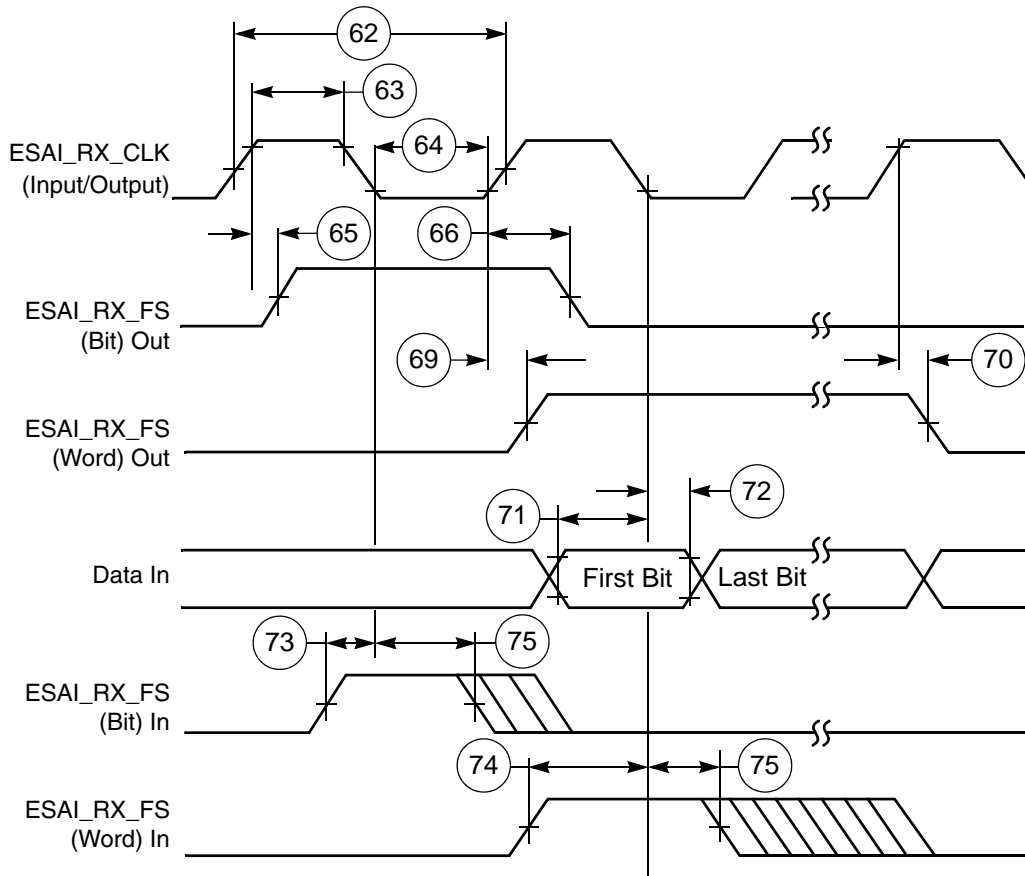 62
63
ESAI_RX_CLK
(Input/Output)
64
65
66
ESAI_RX_FS
(Bit) Out
69
70
ESAI_RX_FS
(Word) Out
71
72
Data In
First Bit
Last Bit
73
75
ESAI_RX_FS
(Bit) In
74
75
ESAI_RX_FS
(Word) In